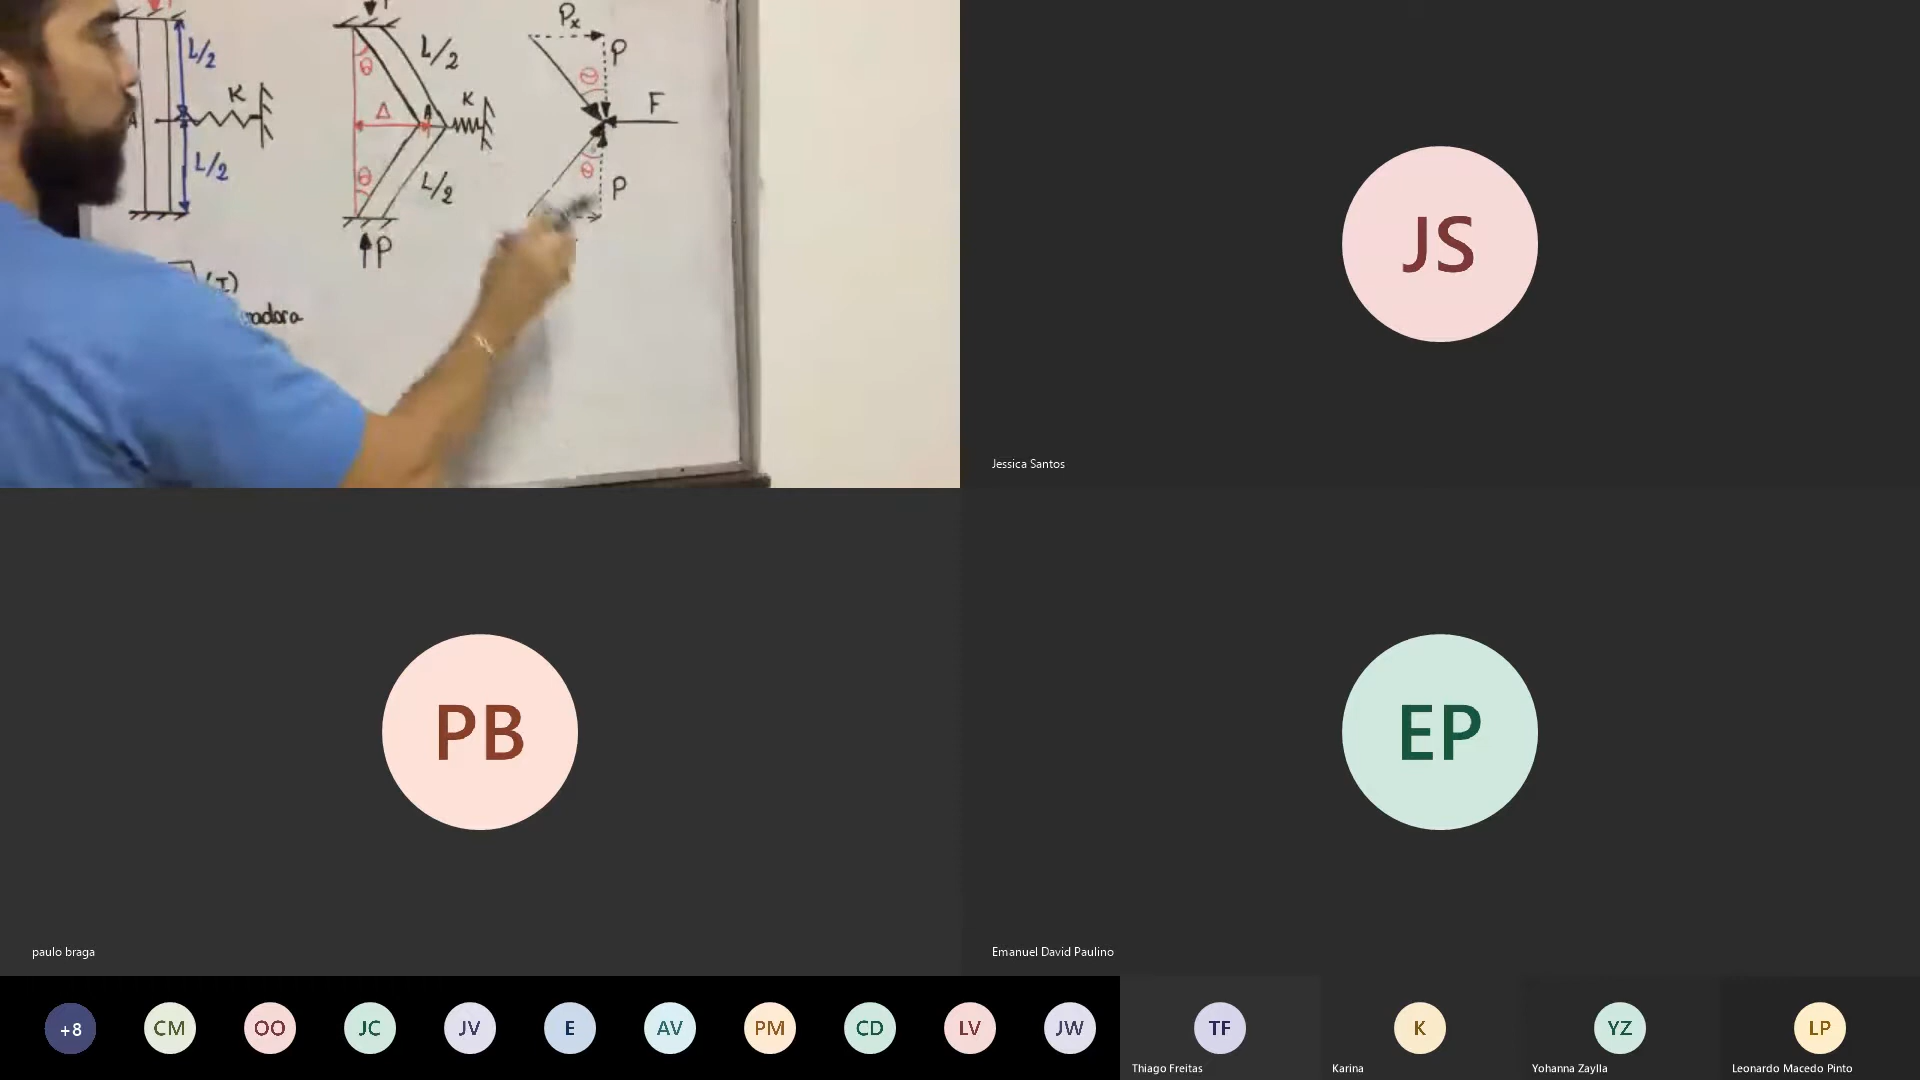 L/2
K
L/2
A
(I)
P
θ
L/2
Δ
A
K
θ
L/2
P
Px
P
θ
F
θ
P
JS
Jessica Santos
PB
paulo braga
EP
Emanuel David Paulino
+8
CM
OO
JC
JV
E
AV
PM
CD
LV
JW
TF
Thiago Freitas
K
Karina
YZ
Yohanna Zaylla
LP
Leonardo Macedo Pinto